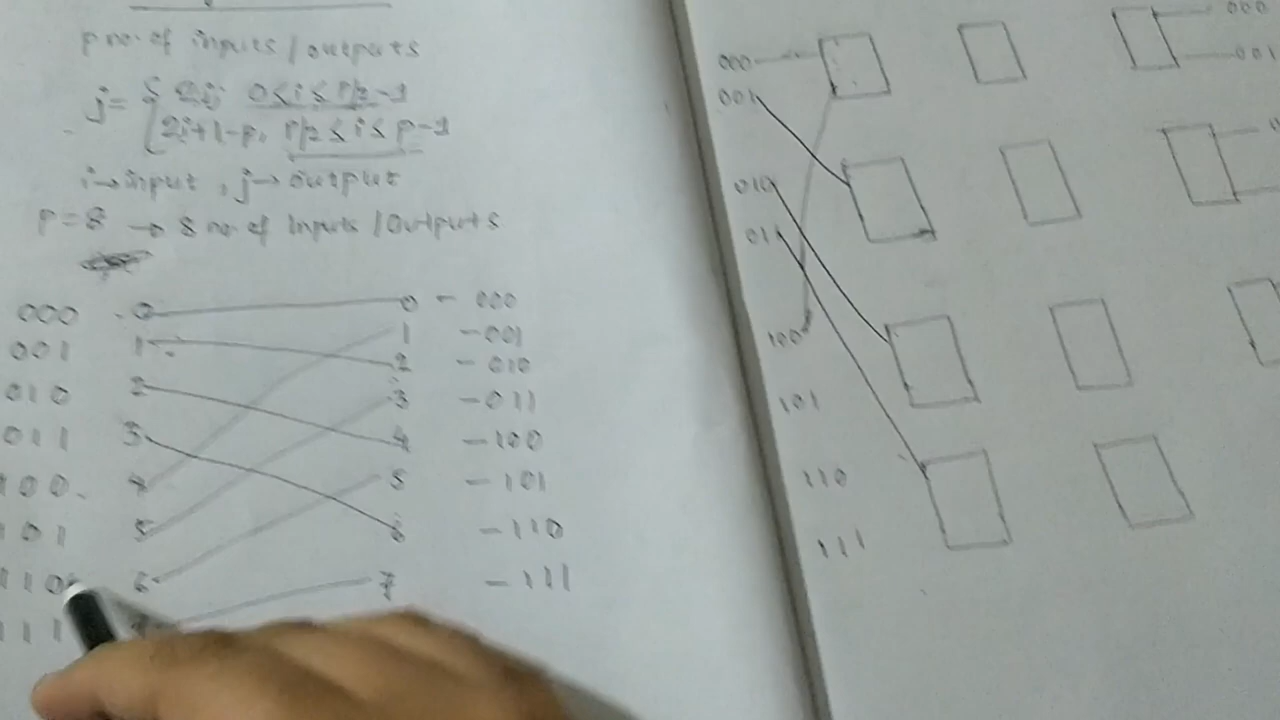 p no. of inputs / outputs
j = { 2i, 0 ≤ i ≤ P/2 - 1
2i+1-p, P/2 ≤ i ≤ p-1
i → input, j → output
P = 8 → 8 no. of Inputs / Outputs
000 0 0 - 000
001 1 1 - 001
010 2 2 - 010
011 3 3 - 011
100 4 4 - 100
101 5 5 - 101
110 6 6 - 110
111 7 - 111
000
001
010
01
100
101
110
111
000
001